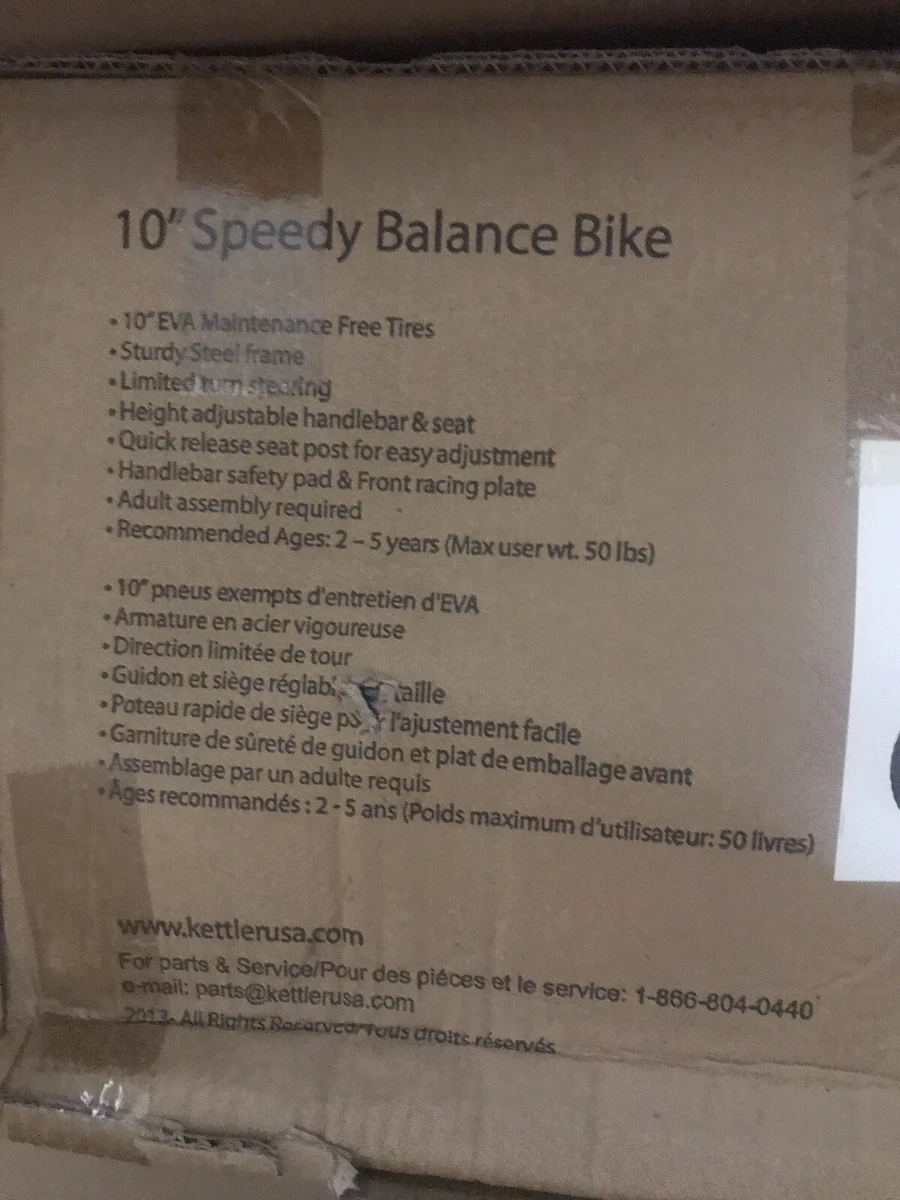 10" Speedy Balance Bike
• 10" EVA Maintenance Free Tires
• Sturdy Steel frame
• Limited turn steering
• Height adjustable handlebar & seat
• Quick release seat post for easy adjustment
• Handlebar safety pad & Front racing plate
• Adult assembly required
• Recommended Ages: 2 – 5 years (Max user wt. 50 lbs)
• 10" pneus exempts d'entretien d'EVA
• Armature en acier vigoureuse
• Direction limitée de tour
• Guidon et siège taille
• Poteau rapide de siège l'ajustement facile
• Garniture de sûreté de guidon et plat de emballage avant
• Assemblage par un adulte requis
• Âges recommandés : 2 - 5 ans (Poids maximum d'utilisateur: 50 livres)
www.kettlerusa.com
For parts & Service/Pour des piéces et le service: 1-866-804-0440
e-mail: parts@kettlerusa.com
2013. All Rights Reserved/Tous droits réservés